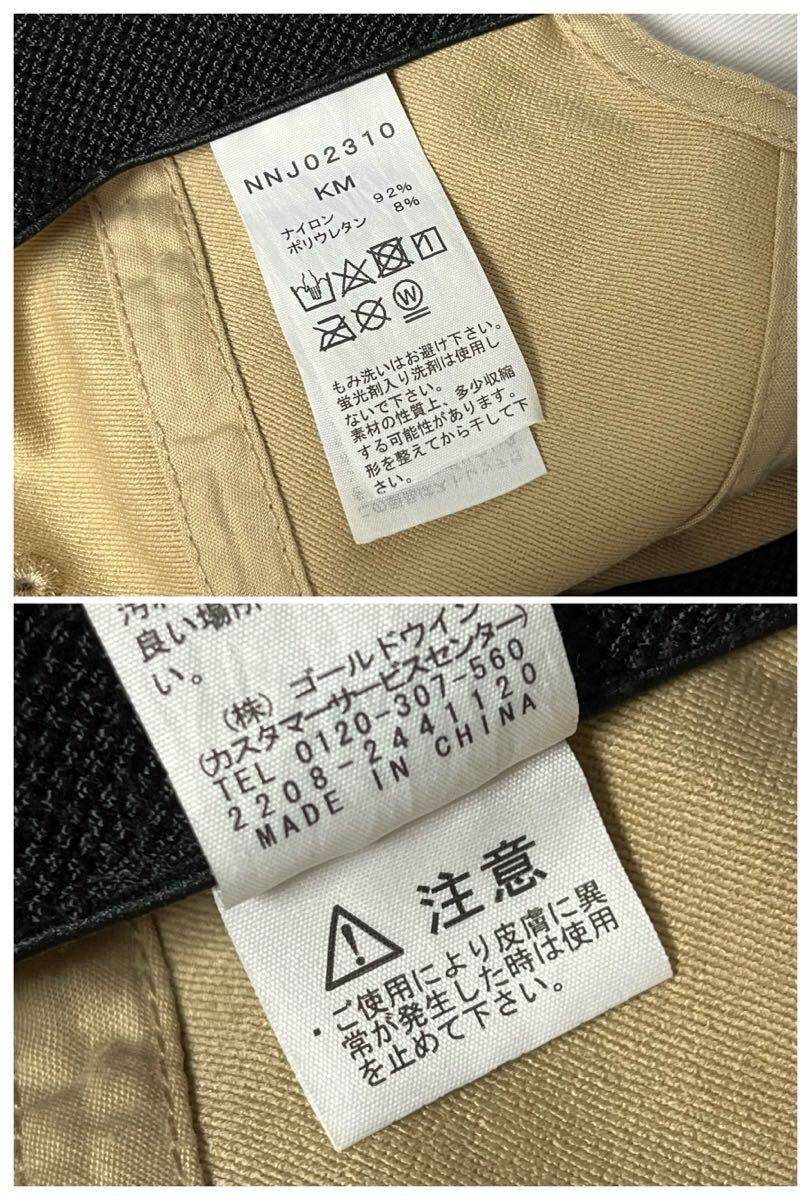 NNJ02310
KM
ナイロン 92%
ポリウレタン 8%
W
もみ洗いはお避け下さい。
蛍光剤入り洗剤は使用し
ないで下さい。
素材の性質上、多少収縮
する可能性があります。
形を整えてから干して下
さい。
良い場所
い。
(株) ゴールドウイン
(カスタマーサービスセンター)
TEL 0120-307-560
2208-2441120
MADE IN CHINA
注意
・ご使用により皮膚に異
常が発生した時は使用
を止めて下さい。